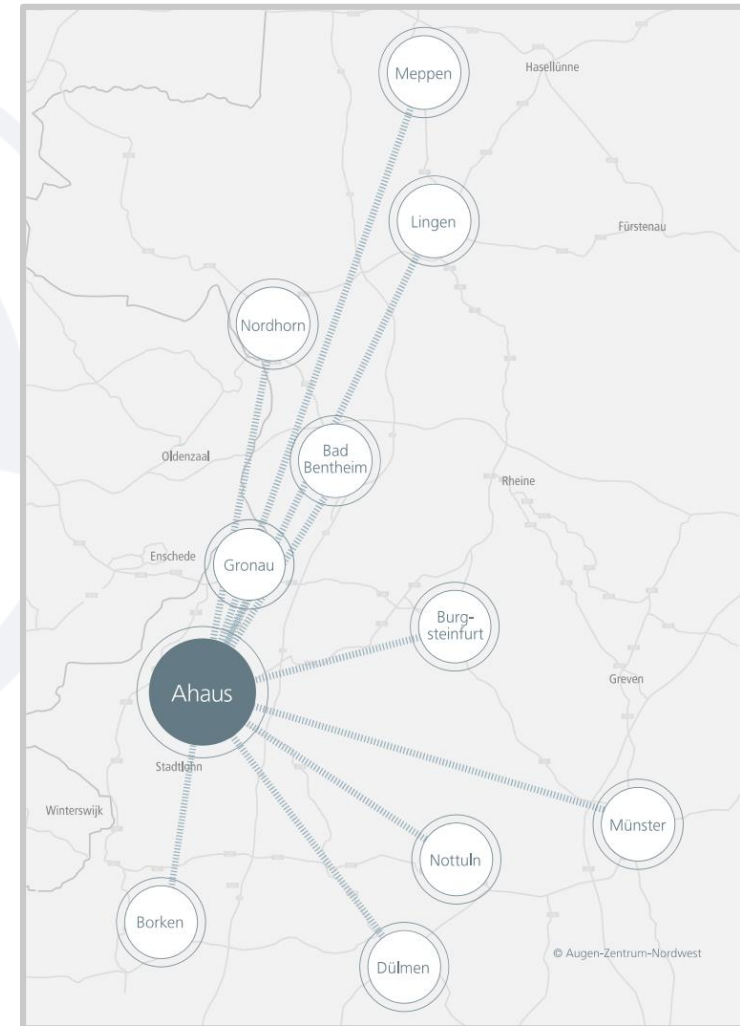 Meppen
Hasellünne
Lingen
Fürstenau
Nordhorn
Bad
Bentheim
Oldenzaal
Rheine
Enschede
Gronau
Burg-
steinfurt
Greven
Ahaus
Stadtlohn
Winterswijk
Münster
Nottuln
Borken
Dülmen
© Augen-Zentrum-Nordwest